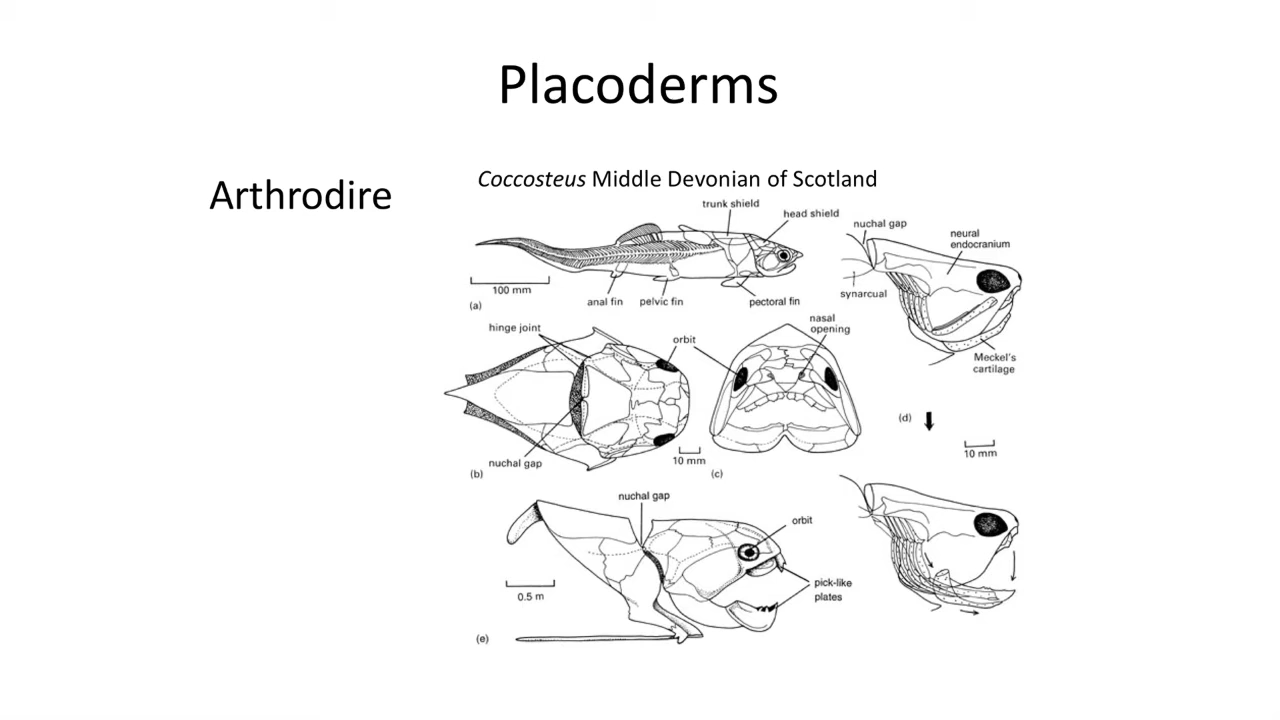 Placoderms
Arthrodire
Coccosteus Middle Devonian of Scotland
trunk shield
head shield
100 mm
anal fin
pelvic fin
pectoral fin
(a)
nuchal gap
neural
endocranium
synarcual
Meckel's
cartilage
(d)
10 mm
hinge joint
nuchal gap
10 mm
(b)
orbit
nasal
opening
(c)
nuchal gap
orbit
pick-like
plates
0.5 m
(e)